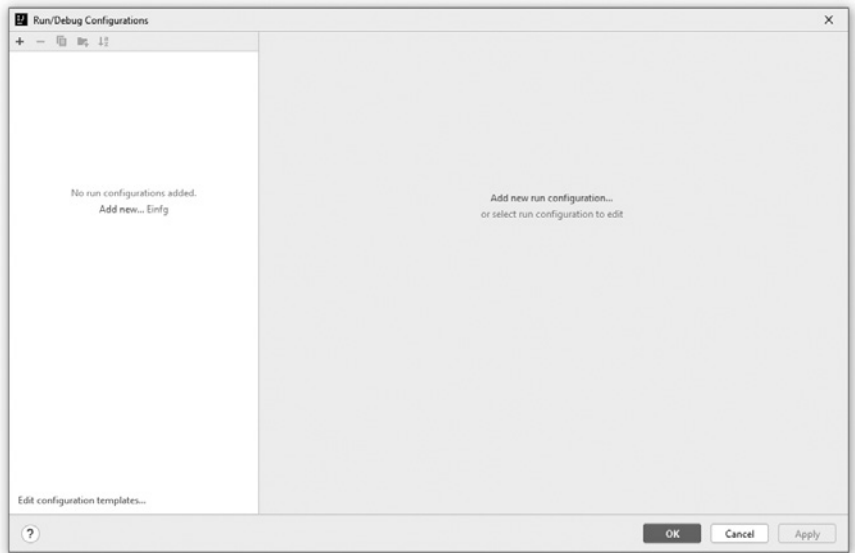 Run/Debug Configurations
No run configurations added.
Add new... Einfg
Add new run configuration...
or select run configuration to edit
Edit configuration templates...
?
OK
Cancel
Apply